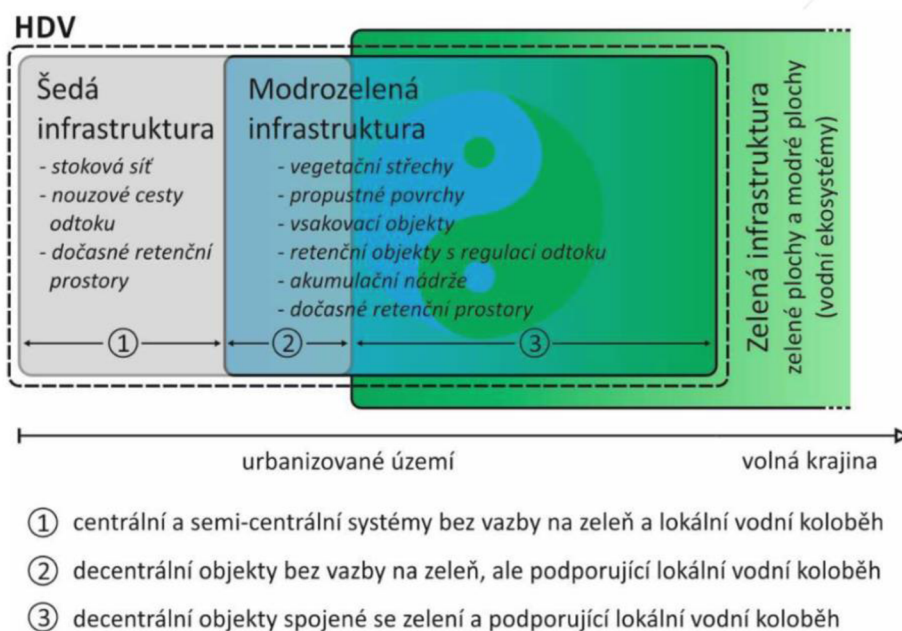 HDV
Šedá
infrastruktura
- stoková síť
- nouzové cesty
odtoku
- dočasné retenční
prostory
Modrozelená
infrastruktura
- vegetační střechy
- propustné povrchy
- vsakovací objekty
- retenční objekty s regulací odtoku
- akumulační nádrže
- dočasné retenční prostory
Zelená infrastruktura
zelené plochy a modré plochy
(vodní ekosystémy)
1
2
3
urbanizované území
volná krajina
1 centrální a semi-centrální systémy bez vazby na zeleň a lokální vodní koloběh
2 decentrální objekty bez vazby na zeleň, ale podporující lokální vodní koloběh
3 decentrální objekty spojené se zelení a podporující lokální vodní koloběh